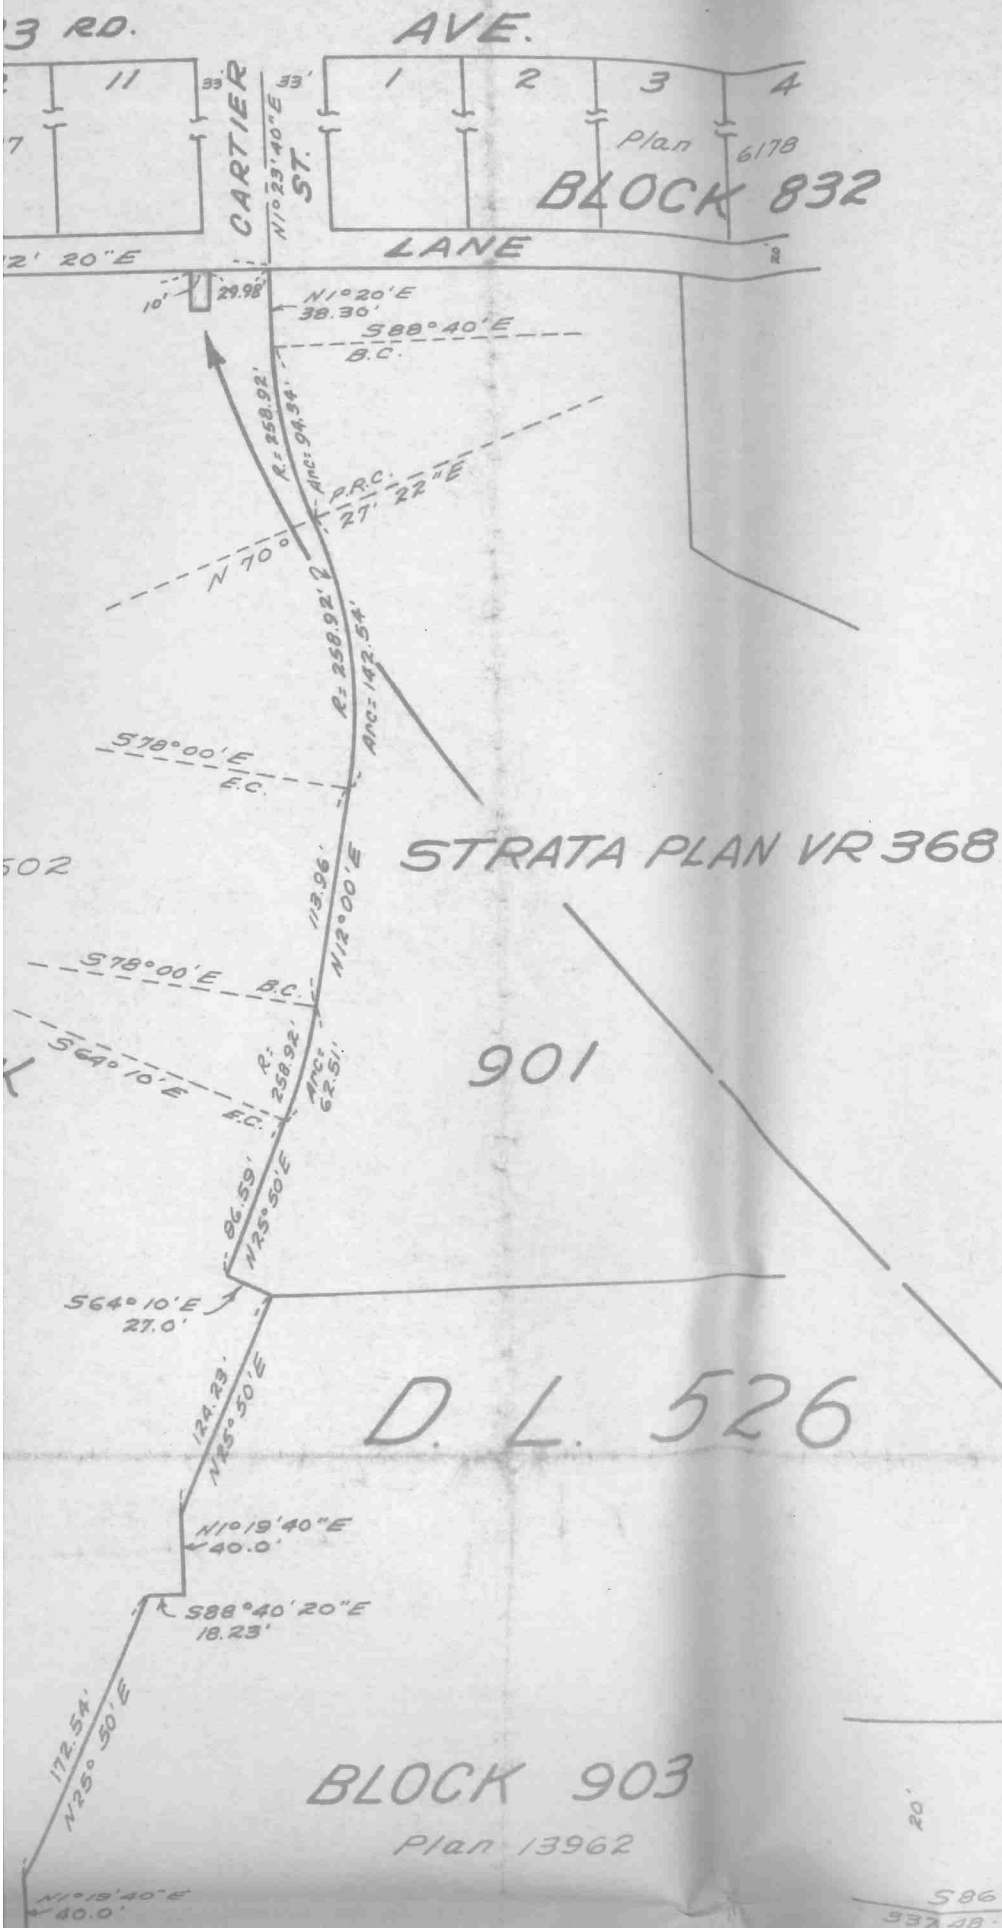 3 RD.
AVE.
11
33'
CARTIER
ST.
N1°23'40"E
33'
1
2
3
4
7
Plan 6178
BLOCK 832
2' 20"E
LANE
20'
10'
29.98'
N1°20'E
38.30'
S88°40'E
B.C.
R= 258.92'
Arc= 94.34'
P.R.C.
N 70° 27' 22"E
R= 258.92'
Arc= 142.54'
S78°00'E
E.C.
STRATA PLAN VR 368
502
113.96'
N12°00'E
S78°00'E
B.C.
S64°10'E
E.C.
R=
258.92'
Arc=
62.51'
K
901
86.59'
N25°50'E
S64°10'E
27.0'
124.23'
N25°50'E
D. L. 526
N1°19'40"E
40.0'
S88°40'20"E
18.23'
172.54'
N25°50'E
BLOCK 903
Plan 13962
20'
N1°19'40"E
40.0'
S86